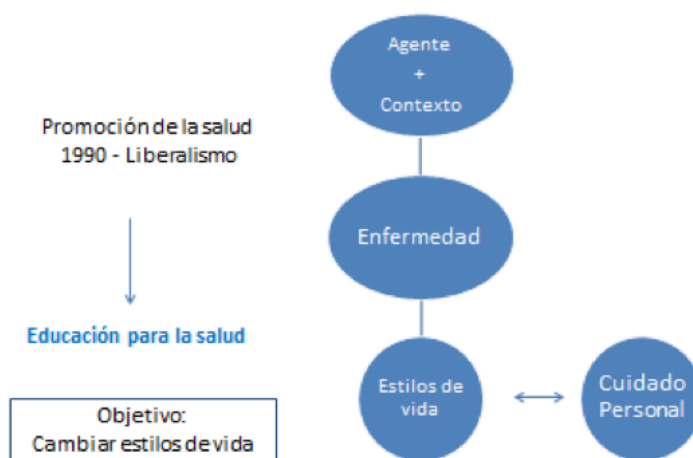 Agente
+
Contexto
Promoción de la salud
1990 - Liberalismo
Enfermedad
Educación para la salud
Estilos de
vida
Cuidado
Personal
Objetivo:
Cambiar estilos de vida